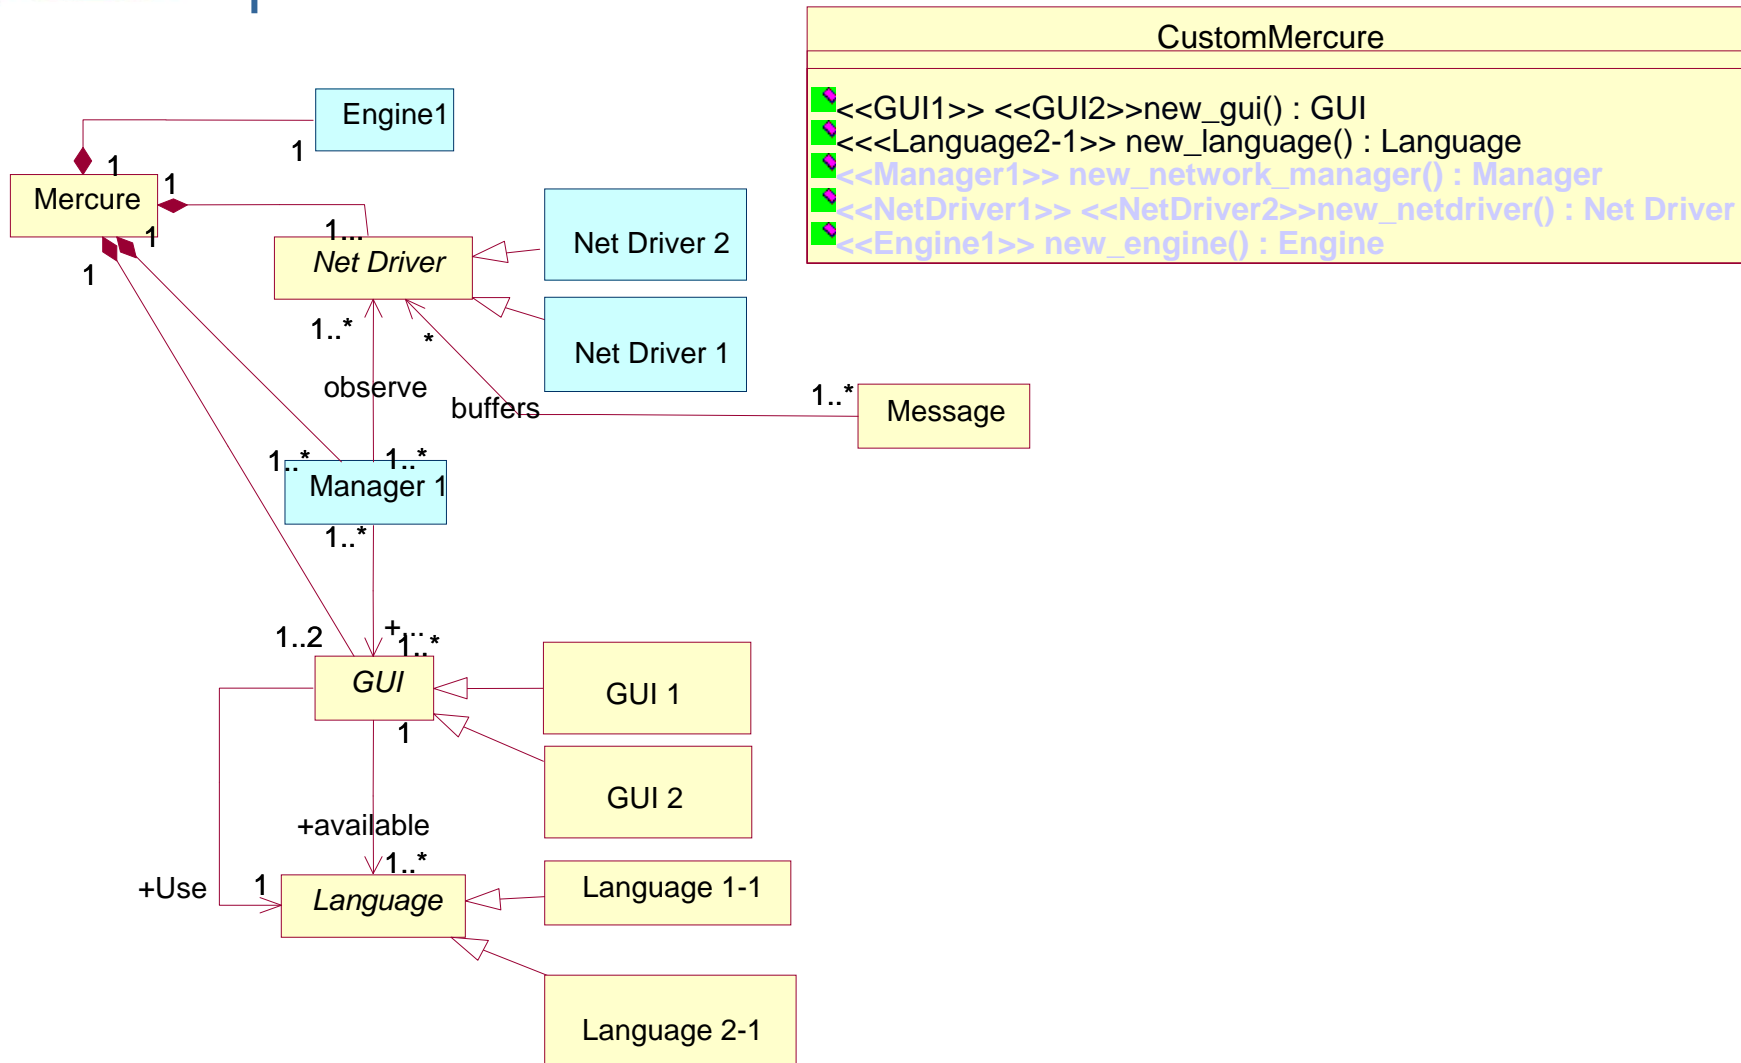 CustomMercure
<<GUI1>> <<GUI2>>new_gui() : GUI
<<<Language2-1>> new_language() : Language
<<Manager1>> new_network_manager() : Manager
<<NetDriver1>> <<NetDriver2>>new_netdriver() : Net Driver
<<Engine1>> new_engine() : Engine
Engine1
1
1
Mercure
1
1
1
1...
Net Driver
Net Driver 2
Net Driver 1
1..*
*
observe
buffers
1..*
Message
1..*
1..*
Manager 1
1..*
1..2
+...
1..*
GUI
1
GUI 1
GUI 2
+available
1..*
+Use
1
Language
Language 1-1
Language 2-1